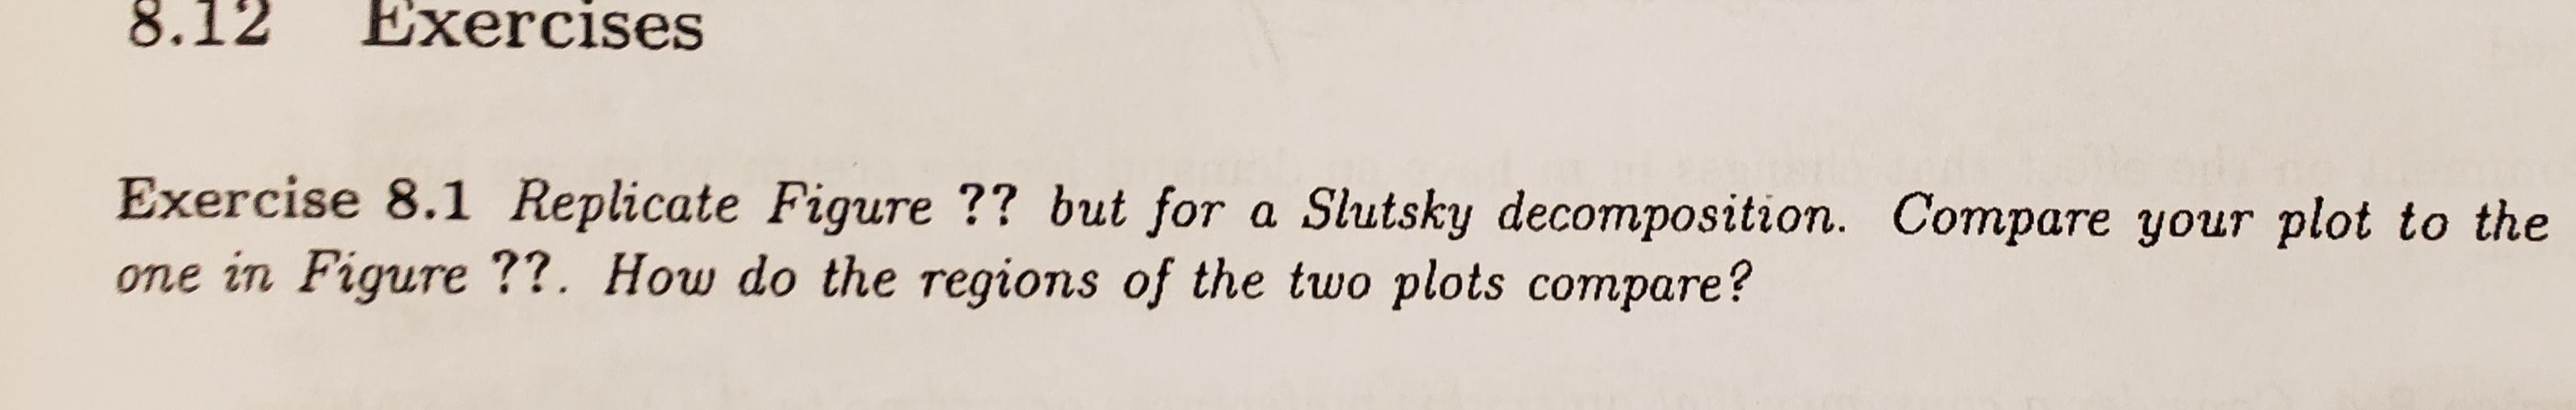 8.12 Exercises
Exercise 8.1 Replicate Figure ?? but for a Slutsky decomposition. Compare your plot to the
one in Figure ??. How do the regions of the two plots compare?